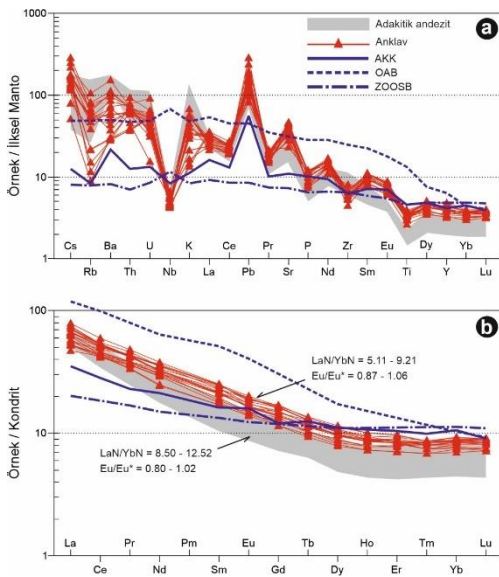 1000
100
10
1
Örnek / İlksel Manto
Adakitik andezit
Anklav
AKK
OAB
ZOOSB
a
Cs Ba U K Ce Pr P Zr Eu Dy Yb
Rb Th Nb La Pb Sr Nd Sm Ti Y Lu
100
10
1
Örnek / Kondrit
b
LaN/YbN = 5.11 - 9.21
Eu/Eu* = 0.87 - 1.06
LaN/YbN = 8.50 - 12.52
Eu/Eu* = 0.80 - 1.02
La Pr Pm Eu Tb Ho Tm Lu
Ce Nd Sm Gd Dy Er Yb